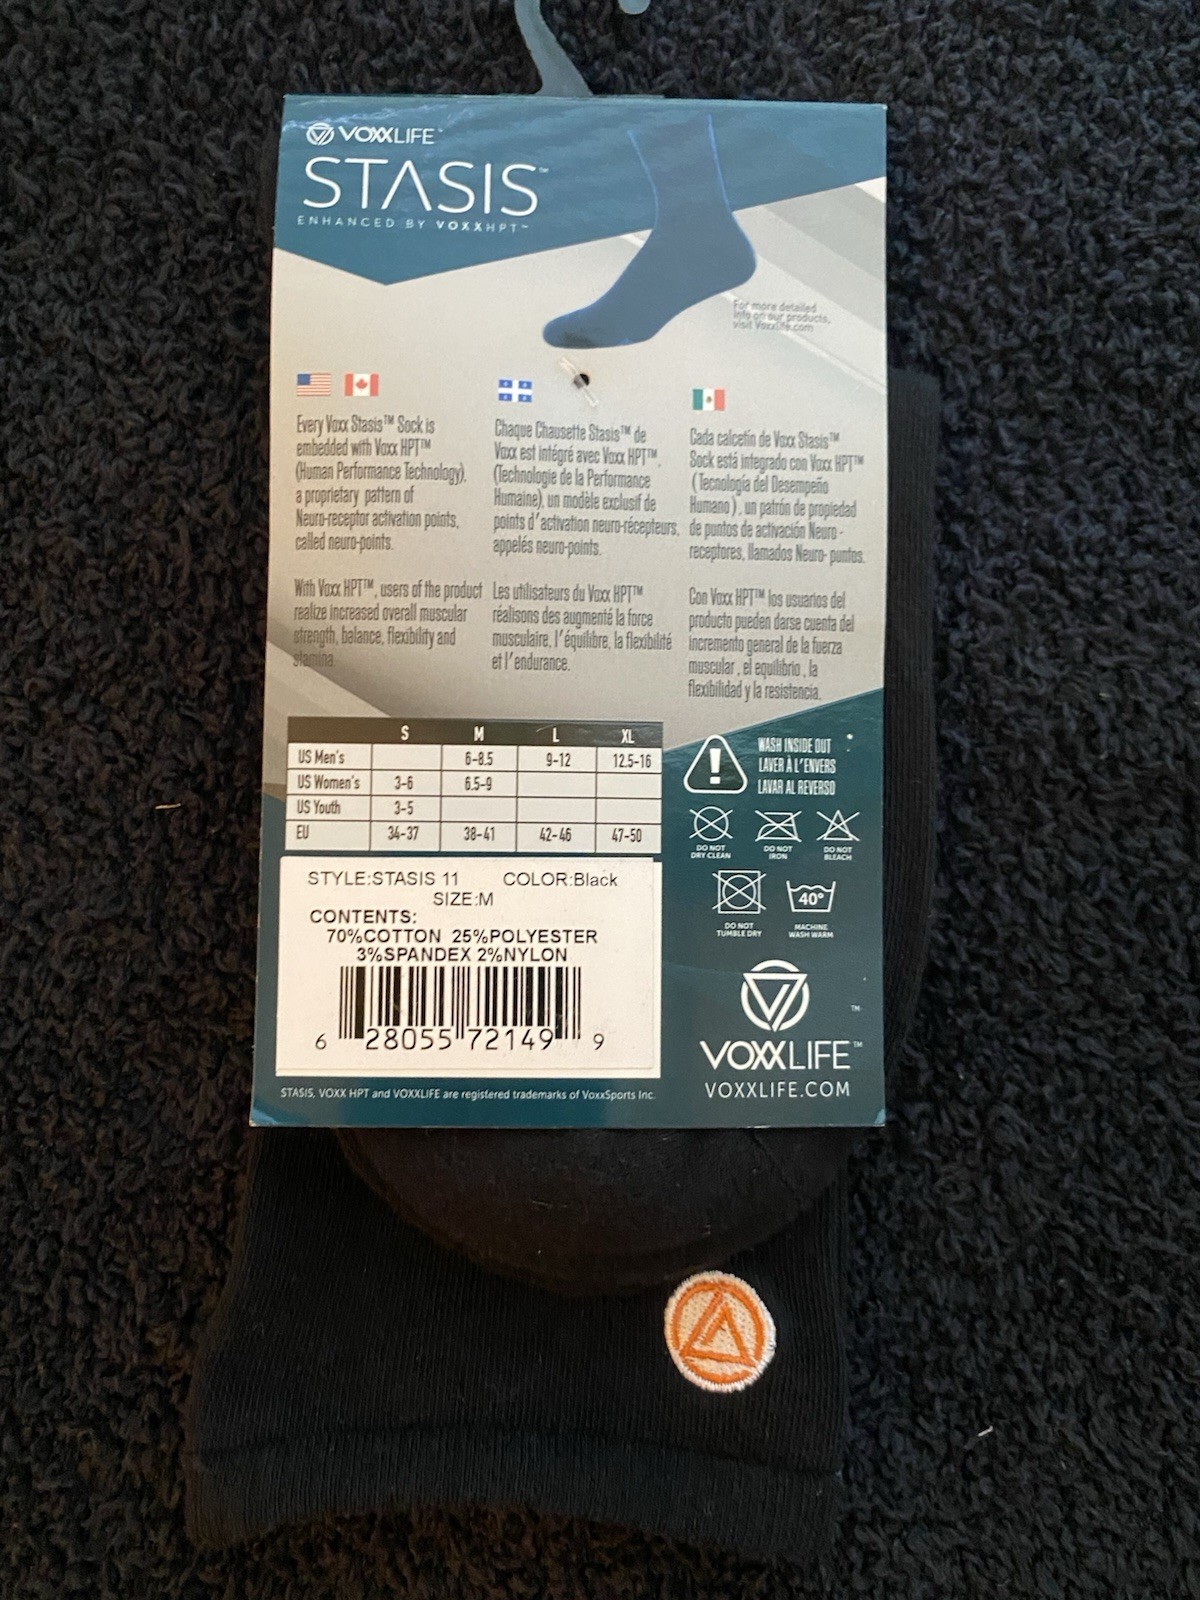 VOXXLIFE™
STASIS™
ENHANCED BY VOXXHPT™
For more detailed
info on our products,
visit Voxxlife.com
Every Voxx Stasis™ Sock is
embedded with Voxx HPT™
(Human Performance Technology),
a proprietary pattern of
Neuro-receptor activation points,
called neuro-points.
With Voxx HPT™, users of the product
realize increased overall muscular
strength, balance, flexibility and
stamina.
Chaque Chausette Stasis™ de
Voxx est intégré avec Voxx HPT™,
(Technologie de la Performance
Humaine), un modèle exclusif de
points d'activation neuro-récepteurs,
appelés neuro-points.
Les utilisateurs du Voxx HPT™
réalisons des augmenté la force
musculaire, l'équilibre, la flexibilité
et l'endurance.
Cada calcetín de Voxx Stasis™
Sock está integrado con Voxx HPT™
(Tecnología del Desempeño
Humano), un patrón de propiedad
de puntos de activación Neuro-
receptores, llamados Neuro- puntos.
Con Voxx HPT™ los usuarios del
producto pueden darse cuenta del
incremento general de la fuerza
muscular , el equilibrio , la
flexibilidad y la resistencia.
S M L XL
US Men's 6-8.5 9-12 12.5-16
US Women's 3-6 6.5-9
US Youth 3-5
EU 34-37 38-41 42-46 47-50
WASH INSIDE OUT
LAVER À L'ENVERS
LAVAR AL REVERSO
DO NOT
DRY CLEAN
DO NOT
IRON
DO NOT
BLEACH
DO NOT
TUMBLE DRY
40°
MACHINE
WASH WARM
STYLE:STASIS 11 COLOR:Black
SIZE:M
CONTENTS:
70%COTTON 25%POLYESTER
3%SPANDEX 2%NYLON
6 28055 72149 9
STASIS, VOXX HPT and VOXXLIFE are registered trademarks of VoxxSports Inc.
™
VOXXLIFE™
VOXXLIFE.COM